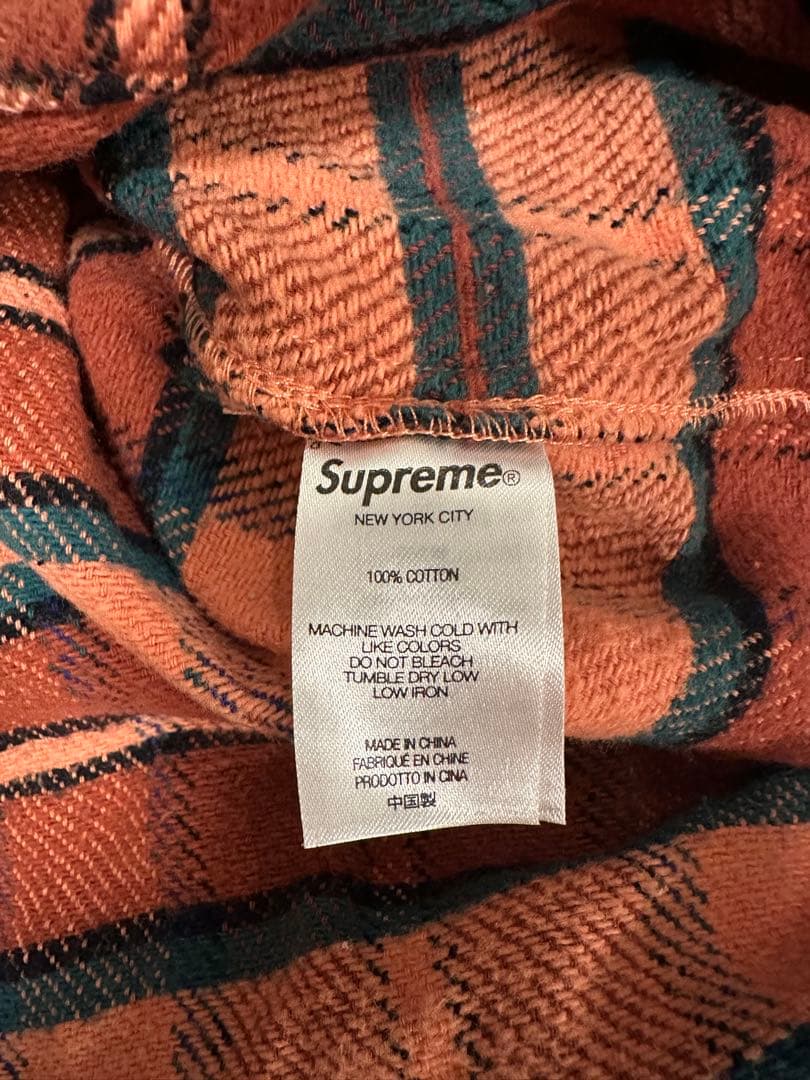 Supreme®
NEW YORK CITY
100% COTTON
MACHINE WASH COLD WITH
LIKE COLORS
DO NOT BLEACH
TUMBLE DRY LOW
LOW IRON
MADE IN CHINA
FABRIQUÉ EN CHINE
PRODOTTO IN CINA
中国製